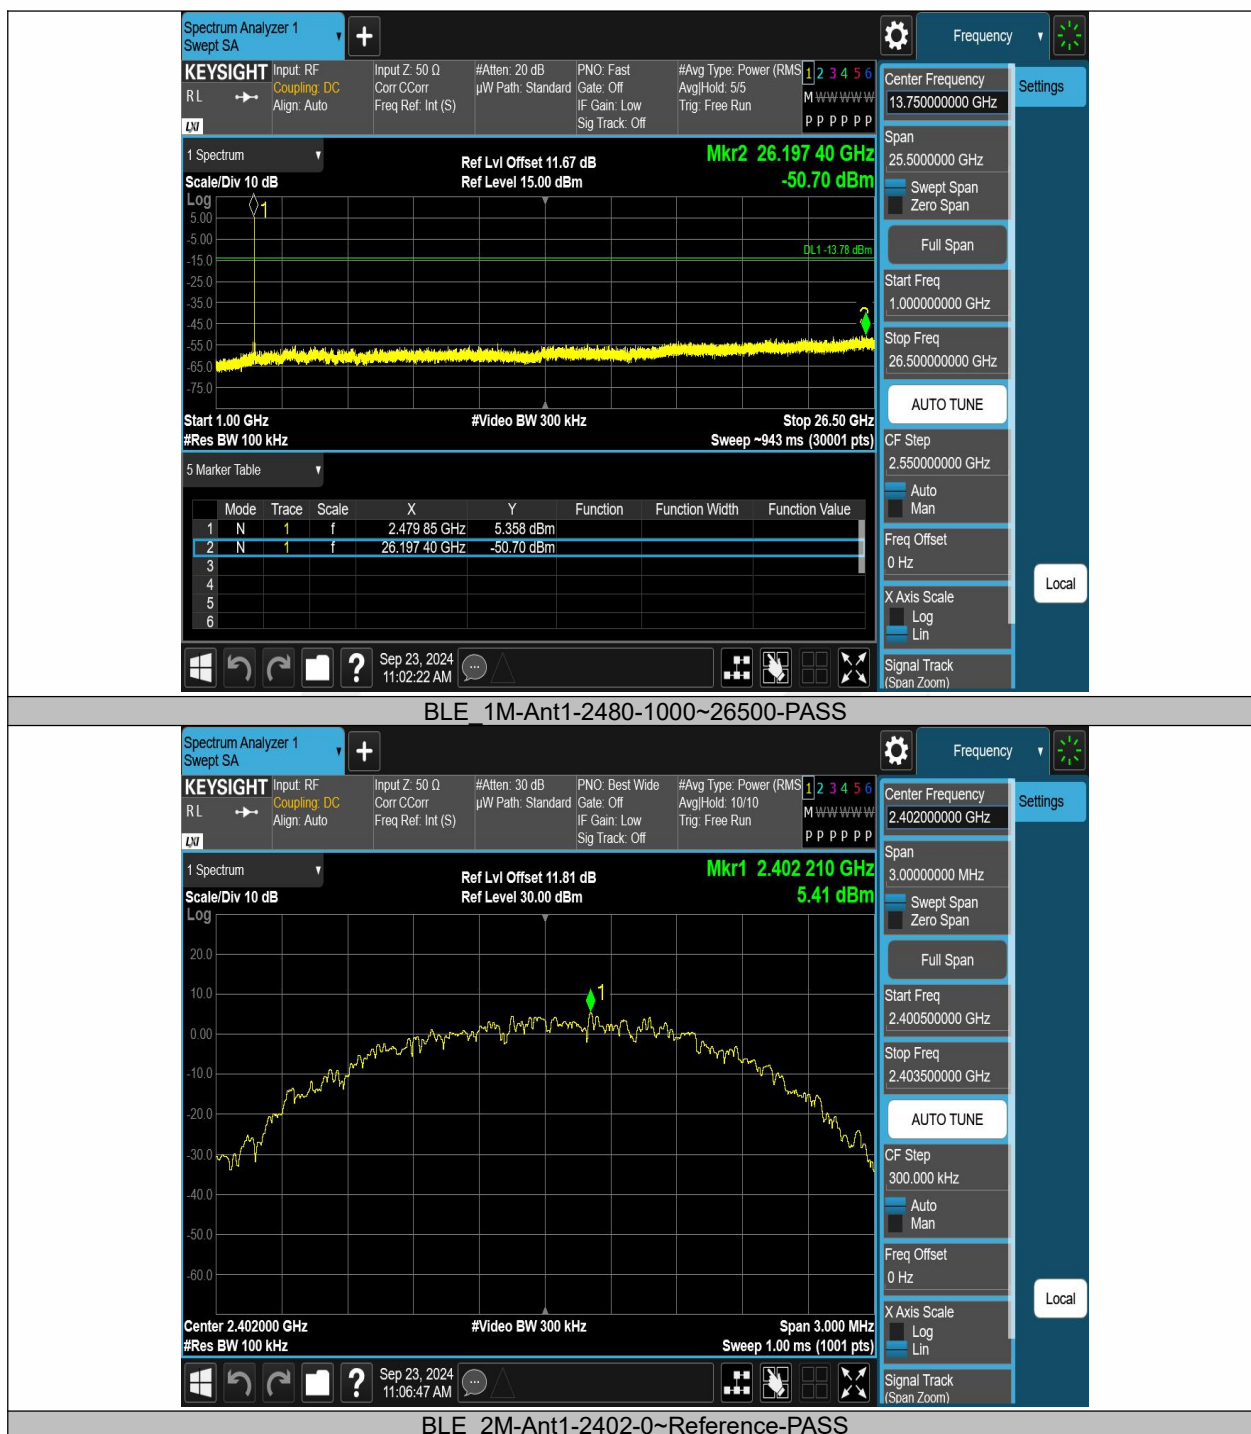 Spectrum Analyzer 1
Swept SA
Frequency
KEYSIGHT
RL
LXI
Input: RF
Coupling: DC
Align: Auto
Input Z: 50 Ω
Corr CCorr
Freq Ref: Int (S)
#Atten: 20 dB
µW Path: Standard
PNO: Fast
Gate: Off
IF Gain: Low
Sig Track: Off
#Avg Type: Power (RMS
Avg|Hold: 5/5
Trig: Free Run
1 2 3 4 5 6
M W W W W W
P P P P P P
1 Spectrum
Scale/Div 10 dB
Ref Lvl Offset 11.67 dB
Ref Level 15.00 dBm
Mkr2 26.197 40 GHz
-50.70 dBm
Log
1
5.00
-5.00
DL1 -13.78 dBm
-15.0
-25.0
-35.0
2
-45.0
-55.0
-65.0
-75.0
Start 1.00 GHz
#Video BW 300 kHz
Stop 26.50 GHz
#Res BW 100 kHz
Sweep ~943 ms (30001 pts)
5 Marker Table
Mode Trace Scale X Y Function Function Width Function Value
1 N 1 f 2.479 85 GHz 5.358 dBm
2 N 1 f 26.197 40 GHz -50.70 dBm
3
4
5
6
Sep 23, 2024
11:02:22 AM
Center Frequency
13.750000000 GHz
Settings
Span
25.5000000 GHz
Swept Span
Zero Span
Full Span
Start Freq
1.000000000 GHz
Stop Freq
26.500000000 GHz
AUTO TUNE
CF Step
2.550000000 GHz
Auto
Man
Freq Offset
0 Hz
X Axis Scale
Log
Lin
Signal Track
(Span Zoom)
Local
BLE_1M-Ant1-2480-1000~26500-PASS
Spectrum Analyzer 1
Swept SA
Frequency
KEYSIGHT
RL
LXI
Input: RF
Coupling: DC
Align: Auto
Input Z: 50 Ω
Corr CCorr
Freq Ref: Int (S)
#Atten: 30 dB
µW Path: Standard
PNO: Best Wide
Gate: Off
IF Gain: Low
Sig Track: Off
#Avg Type: Power (RMS
Avg|Hold: 10/10
Trig: Free Run
1 2 3 4 5 6
M W W W W W
P P P P P P
1 Spectrum
Scale/Div 10 dB
Ref Lvl Offset 11.81 dB
Ref Level 30.00 dBm
Mkr1 2.402 210 GHz
5.41 dBm
Log
20.0
10.0
1
0.00
-10.0
-20.0
-30.0
-40.0
-50.0
-60.0
Center 2.402000 GHz
#Video BW 300 kHz
Span 3.000 MHz
#Res BW 100 kHz
Sweep 1.00 ms (1001 pts)
Sep 23, 2024
11:06:47 AM
Center Frequency
2.402000000 GHz
Settings
Span
3.00000000 MHz
Swept Span
Zero Span
Full Span
Start Freq
2.400500000 GHz
Stop Freq
2.403500000 GHz
AUTO TUNE
CF Step
300.000 kHz
Auto
Man
Freq Offset
0 Hz
X Axis Scale
Log
Lin
Signal Track
(Span Zoom)
Local
BLE_2M-Ant1-2402-0~Reference-PASS